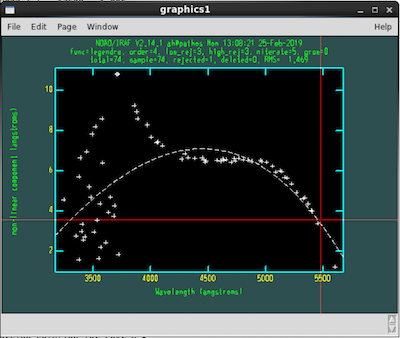 graphics1
File Edit Page Window Help
NOAO/IRAF V2.14.1 ah@pathos Mon 13:08:21 25-Feb-2019
func=legendre, order=4, low_rej=3, high_rej=3, niterate=5, grow=0
total=74, sample=74, rejected=1, deleted=0, RMS= 1.469
10
8
6
4
2
non-linear component (angstroms)
3500 4000 4500 5000 5500
Wavelength (angstroms)